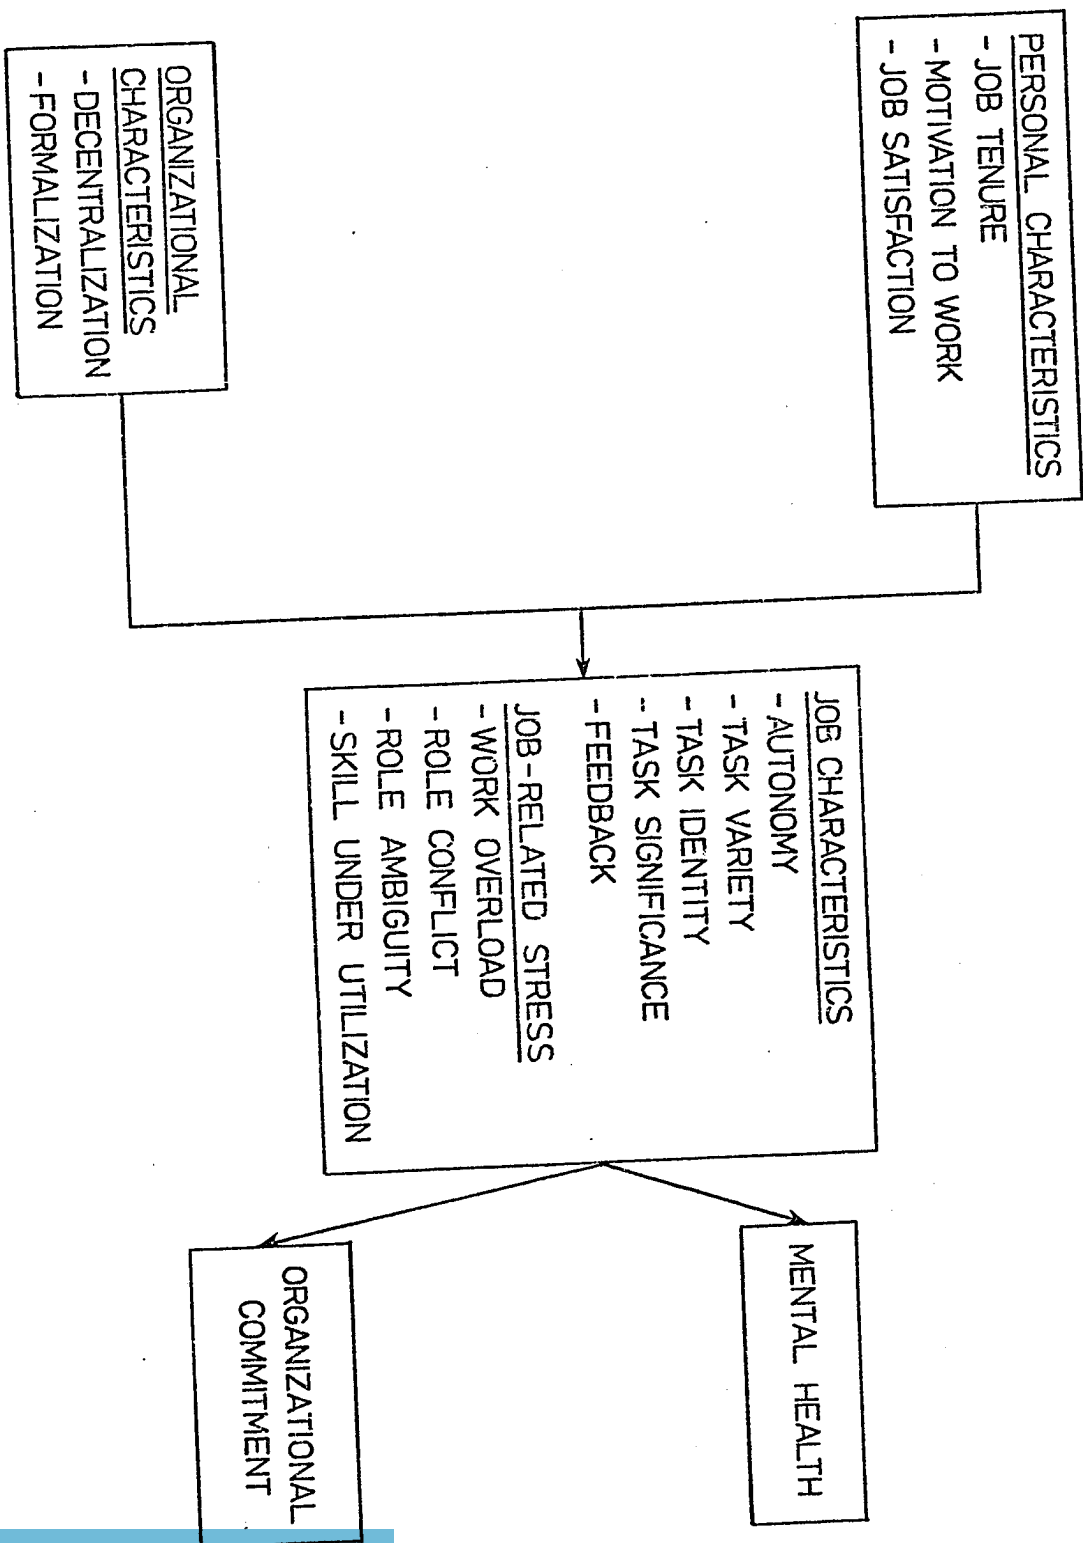 PERSONAL CHARACTERISTICS
- JOB TENURE
- MOTIVATION TO WORK
- JOB SATISFACTION
ORGANIZATIONAL
CHARACTERISTICS
- DECENTRALIZATION
- FORMALIZATION
JOB CHARACTERISTICS
- AUTONOMY
- TASK VARIETY
- TASK IDENTITY
- TASK SIGNIFICANCE
- FEEDBACK
JOB-RELATED STRESS
- WORK OVERLOAD
- ROLE CONFLICT
- ROLE AMBIGUITY
- SKILL UNDER UTILIZATION
MENTAL HEALTH
ORGANIZATIONAL
COMMITMENT